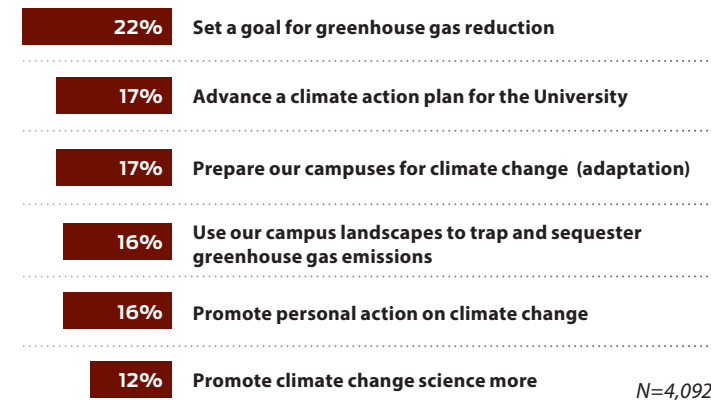 22% Set a goal for greenhouse gas reduction
17% Advance a climate action plan for the University
17% Prepare our campuses for climate change (adaptation)
16% Use our campus landscapes to trap and sequester
greenhouse gas emissions
16% Promote personal action on climate change
12% Promote climate change science more
N=4,092